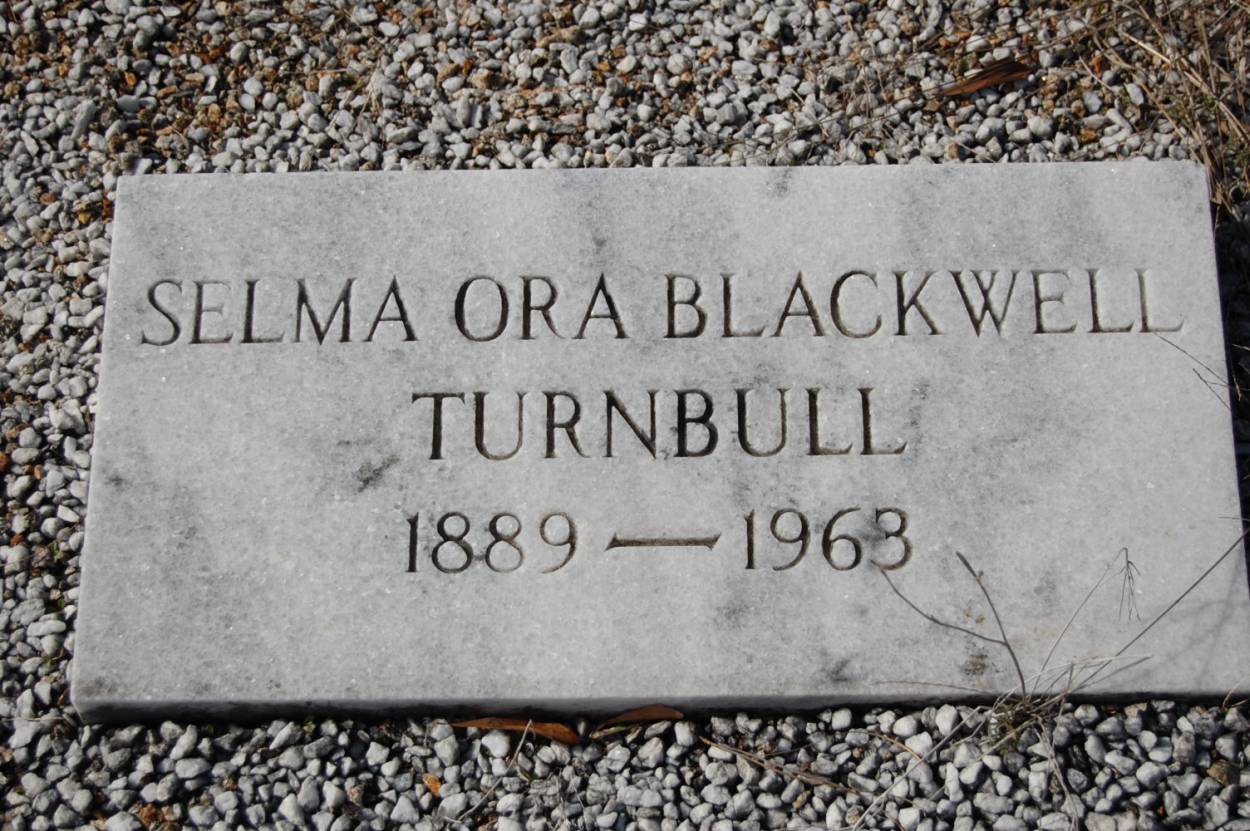 SELMA ORA BLACKWELL
TURNBULL
1889 — 1963